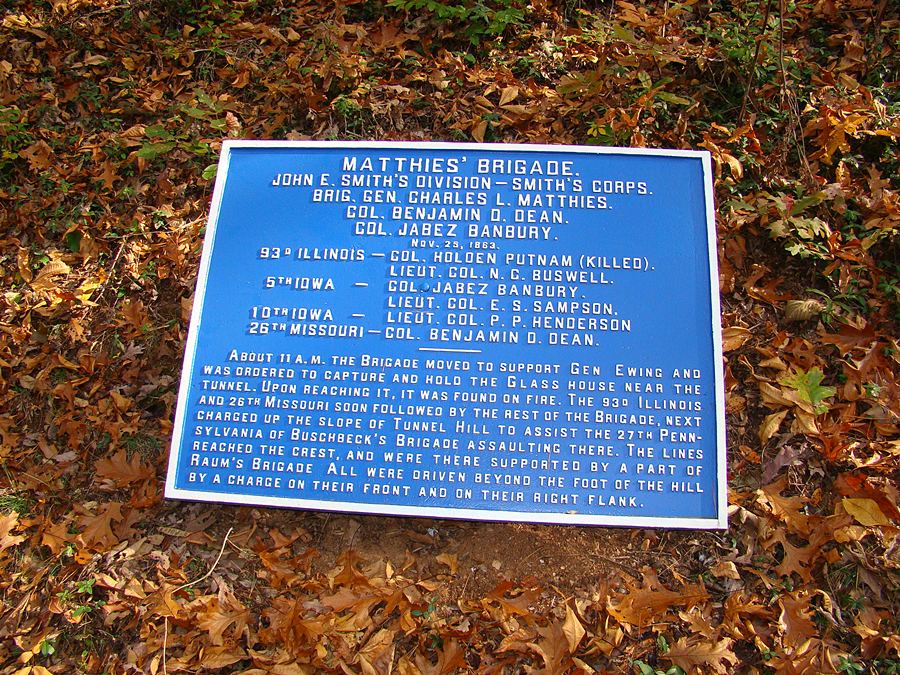 MATTHIES' BRIGADE.
JOHN E. SMITH'S DIVISION — SMITH'S CORPS.
BRIG. GEN. CHARLES L. MATTHIES.
COL. BENJAMIN D. DEAN.
COL. JABEZ BANBURY.
NOV. 25, 1863.
93D ILLINOIS — COL. HOLDEN PUTNAM (KILLED).
LIEUT. COL. N. C. BUSWELL.
5TH IOWA — COL. JABEZ BANBURY.
LIEUT. COL. E. S. SAMPSON,
10TH IOWA — LIEUT. COL. P. P. HENDERSON
26TH MISSOURI — COL. BENJAMIN D. DEAN.
ABOUT 11 A.M. THE BRIGADE MOVED TO SUPPORT GEN EWING AND
WAS ORDERED TO CAPTURE AND HOLD THE GLASS HOUSE NEAR THE
TUNNEL. UPON REACHING IT, IT WAS FOUND ON FIRE. THE 93D ILLINOIS
AND 26TH MISSOURI SOON FOLLOWED BY THE REST OF THE BRIGADE, NEXT
CHARGED UP THE SLOPE OF TUNNEL HILL TO ASSIST THE 27TH PENN-
SYLVANIA OF BUSCHBECK'S BRIGADE ASSAULTING THERE. THE LINES
REACHED THE CREST, AND WERE THERE SUPPORTED BY A PART OF
RAUM'S BRIGADE ALL WERE DRIVEN BEYOND THE FOOT OF THE HILL
BY A CHARGE ON THEIR FRONT AND ON THEIR RIGHT FLANK.